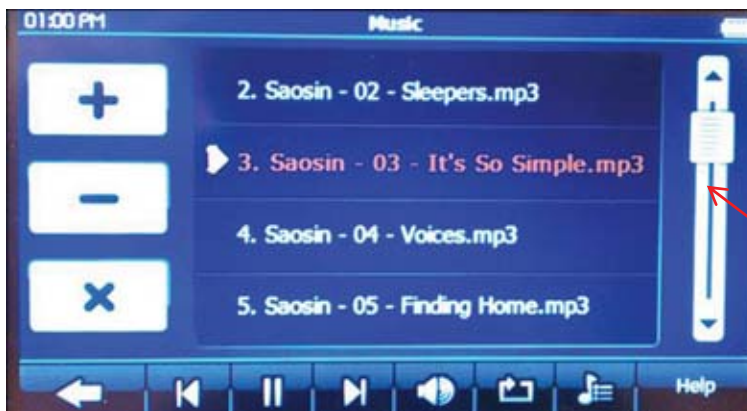 01:00 PM
Music
2. Saosin - 02 - Sleepers.mp3
3. Saosin - 03 - It's So Simple.mp3
4. Saosin - 04 - Voices.mp3
5. Saosin - 05 - Finding Home.mp3
Help